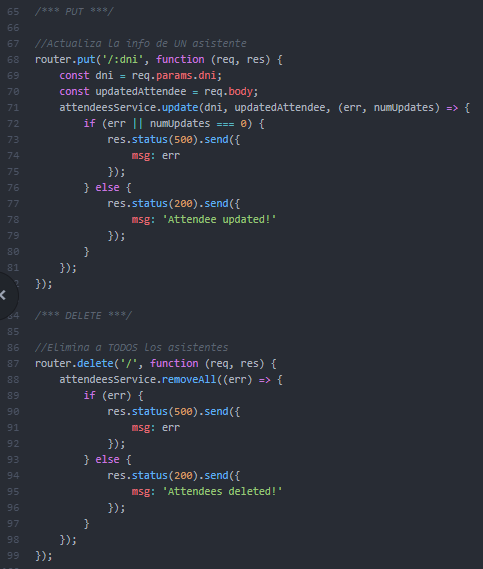 65 /*** PUT ***/
66
67 //Actualiza la info de UN asistente
68 router.put('/:dni', function (req, res) {
69     const dni = req.params.dni;
70     const updatedAttendee = req.body;
71     attendeesService.update(dni, updatedAttendee, (err, numUpdates) => {
72         if (err || numUpdates === 0) {
73             res.status(500).send({
74                 msg: err
75             });
76         } else {
77             res.status(200).send({
78                 msg: 'Attendee updated!'
79             });
80         }
81     });
});
/*** DELETE ***/
85
86 //Elimina a TODOS los asistentes
87 router.delete('/', function (req, res) {
88     attendeesService.removeAll((err) => {
89         if (err) {
90             res.status(500).send({
91                 msg: err
92             });
93         } else {
94             res.status(200).send({
95                 msg: 'Attendees deleted!'
96             });
97         }
98     });
99 });